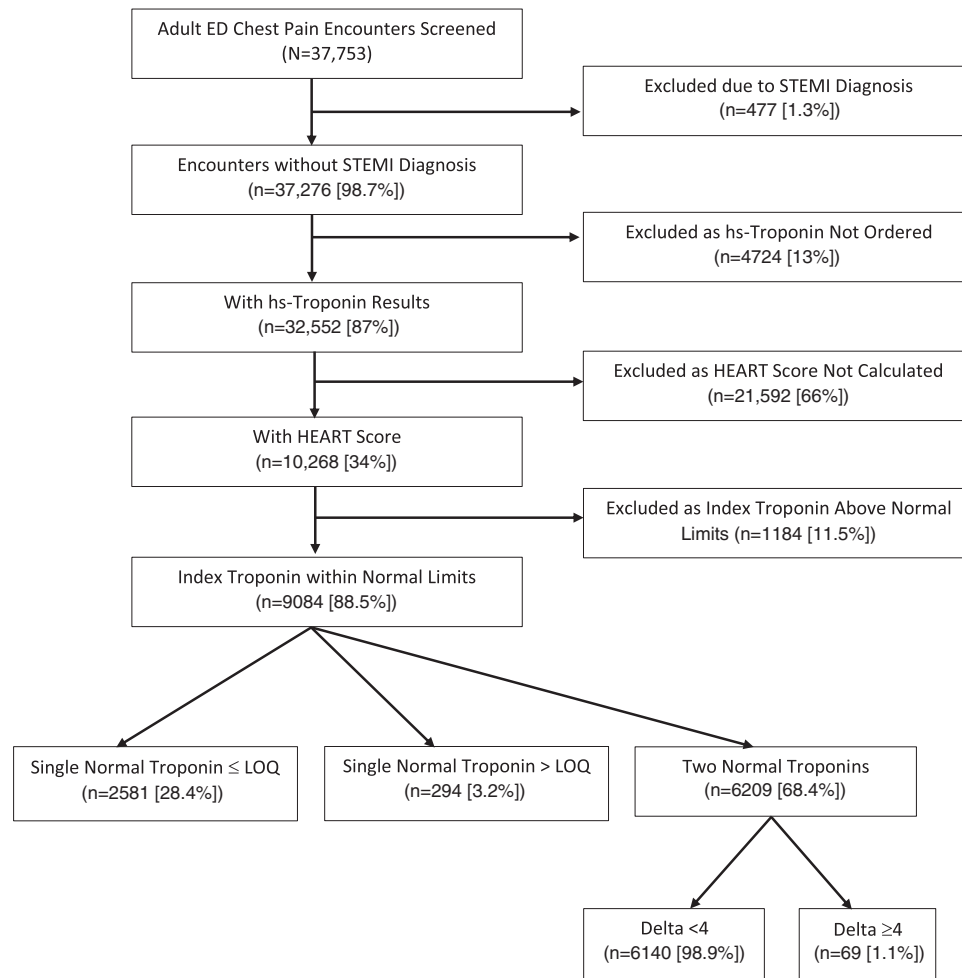 Adult ED Chest Pain Encounters Screened
(N=37,753)
Excluded due to STEMI Diagnosis
(n=477 [1.3%])
Encounters without STEMI Diagnosis
(n=37,276 [98.7%])
Excluded as hs-Troponin Not Ordered
(n=4724 [13%])
With hs-Troponin Results
(n=32,552 [87%])
Excluded as HEART Score Not Calculated
(n=21,592 [66%])
With HEART Score
(n=10,268 [34%])
Excluded as Index Troponin Above Normal
Limits (n=1184 [11.5%])
Index Troponin within Normal Limits
(n=9084 [88.5%])
Single Normal Troponin ≤ LOQ
(n=2581 [28.4%])
Single Normal Troponin > LOQ
(n=294 [3.2%])
Two Normal Troponins
(n=6209 [68.4%])
Delta <4
(n=6140 [98.9%])
Delta ≥4
(n=69 [1.1%])